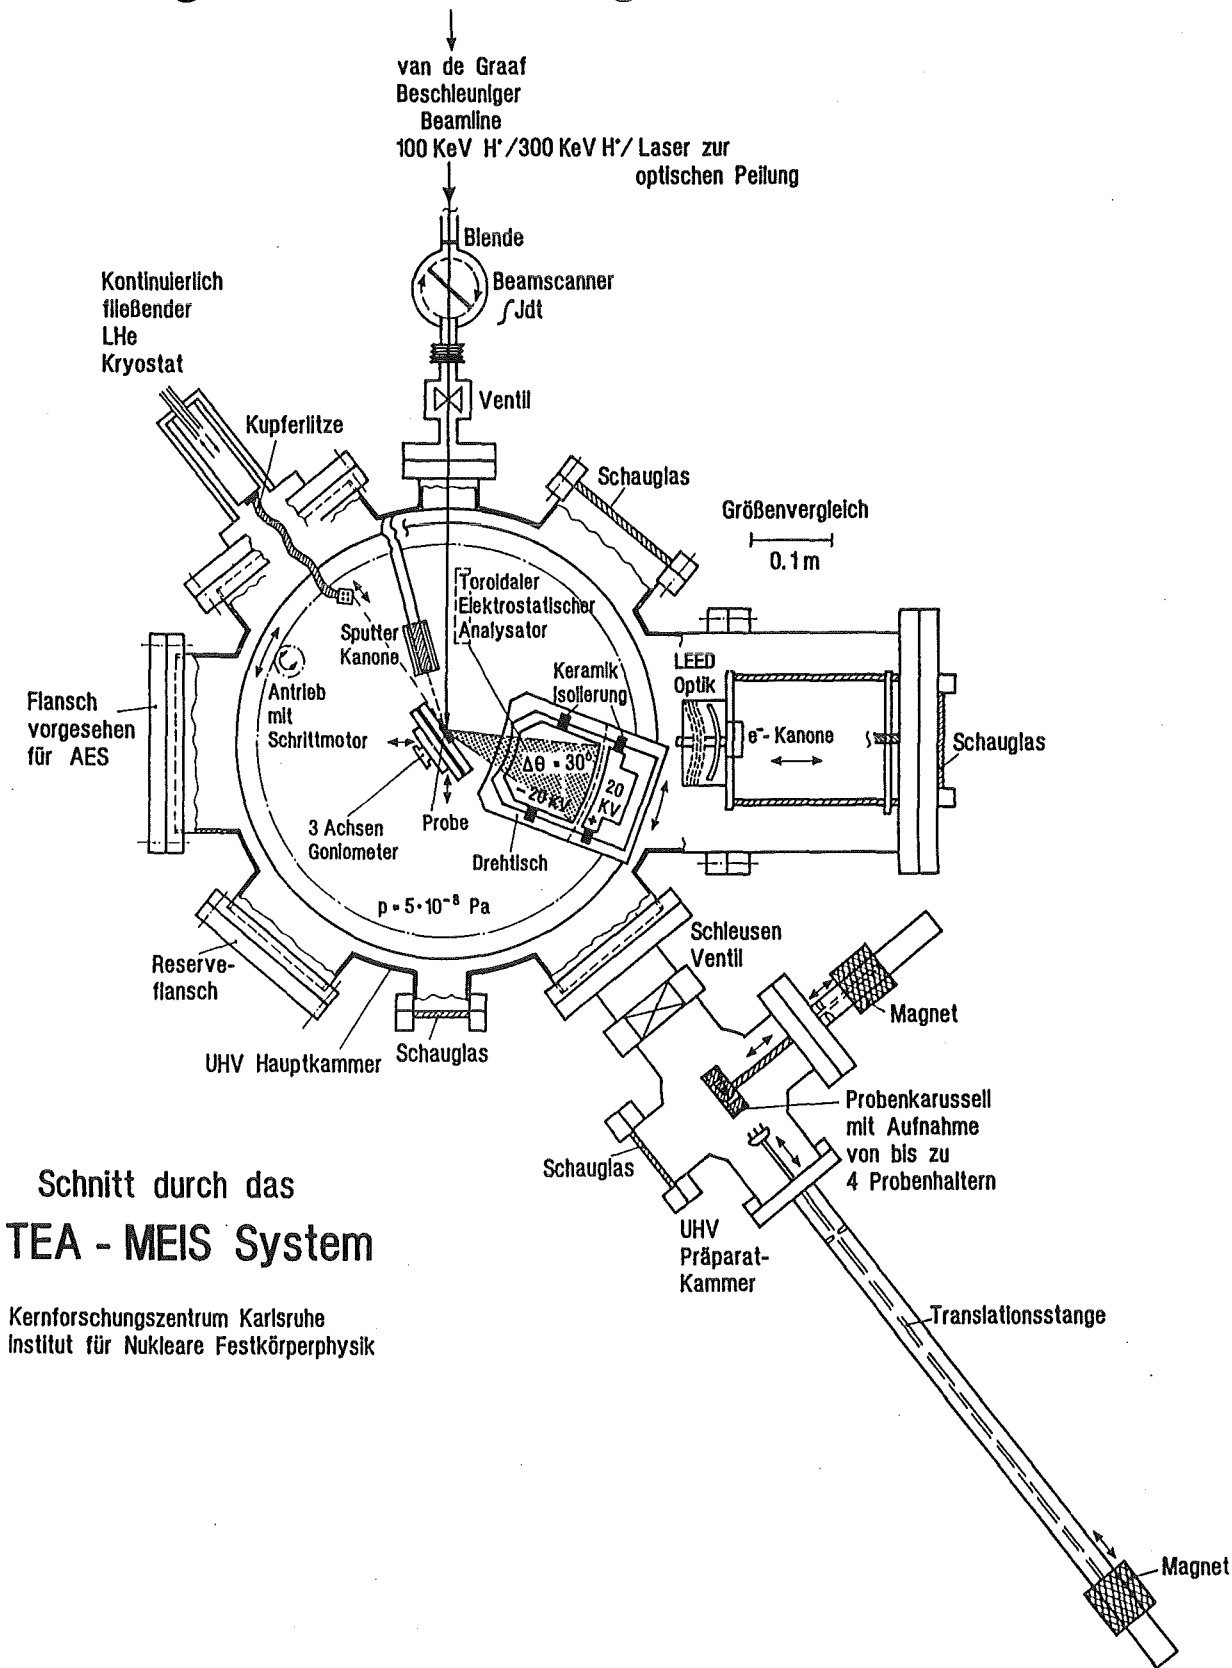 van de Graaf
Beschleuniger
Beamline
100 KeV H⁺/300 KeV H⁺/ Laser zur
optischen Peilung
Blende
Beamscanner
∫Jdt
Kontinuierlich
fließender
LHe
Kryostat
Ventil
Kupferlitze
Schauglas
Größenvergleich
0.1m
Toroidaler
Elektrostatischer
Analysator
Sputter
Kanone
Keramik
Isolierung
LEED
Optik
Flansch
vorgesehen
für AES
Antrieb
mit
Schrittmotor
e⁻- Kanone
Schauglas
Δθ = 30°
- 20 KV
20
KV
+
3 Achsen
Goniometer
Probe
Drehtisch
p = 5·10⁻⁸ Pa
Schleusen
Ventil
Reserve-
flansch
Magnet
UHV Hauptkammer
Schauglas
Probenkarussell
mit Aufnahme
von bis zu
4 Probenhaltern
Schauglas
Schnitt durch das
TEA - MEIS System
UHV
Präparat-
Kammer
Kernforschungszentrum Karlsruhe
Institut für Nukleare Festkörperphysik
Translationsstange
Magnet